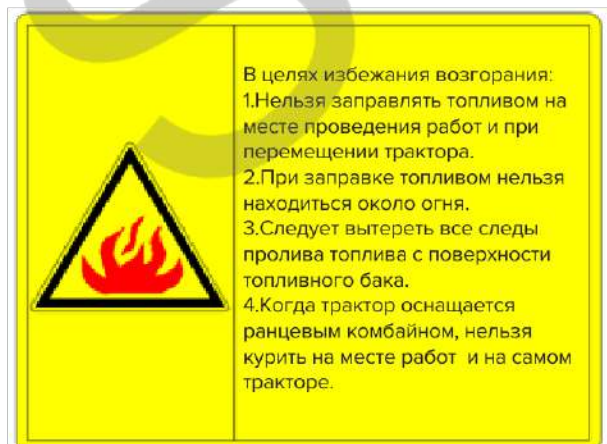 В целях избежания возгорания:
1.Нельзя заправлять топливом на
месте проведения работ и при
перемещении трактора.
2.При заправке топливом нельзя
находиться около огня.
3.Следует вытереть все следы
пролива топлива с поверхности
топливного бака.
4.Когда трактор оснащается
ранцевым комбайном, нельзя
курить на месте работ  и на самом
тракторе.